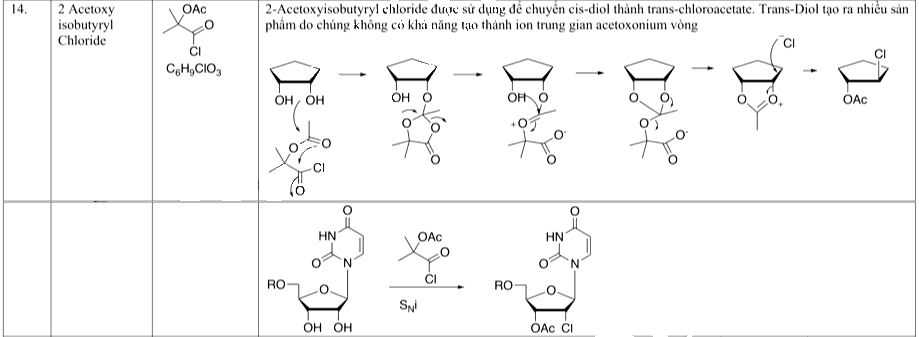 14.
2 Acetoxy
isobutyryl
Chloride
OAc
O
Cl
C6H9ClO3
2-Acetoxyisobutyryl chloride được sử dụng để chuyển cis-diol thành trans-chloroacetate. Trans-Diol tạo ra nhiều sản
phẩm do chúng không có khả năng tạo thành ion trung gian acetoxonium vòng
OH OH
O
O
Cl
O
OH O
O O
O
OH O
+O
O-
O
O O
O
O-
O
-Cl
O O+
Cl
OAc
O
HN
O N
RO O
OH OH
OAc
O
Cl
SNi
O
HN
O N
RO O
OAc Cl